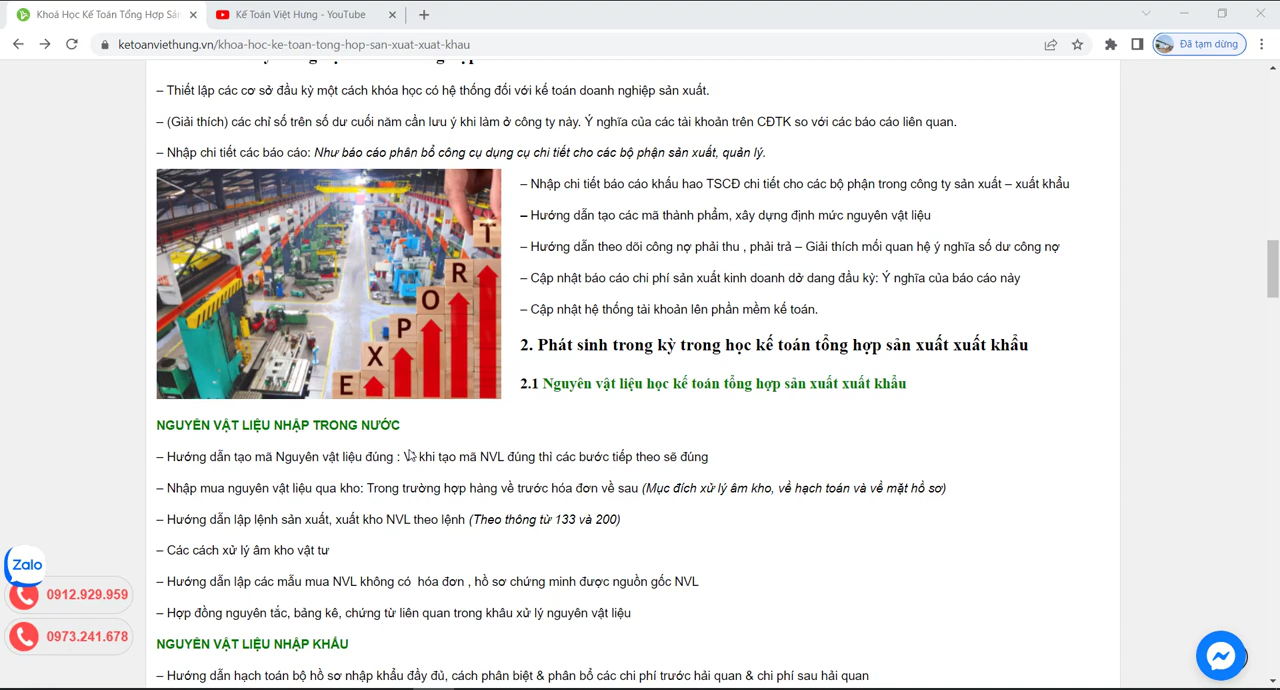 Khoá Học Kế Toán Tổng Hợp Sản
Kế Toán Việt Hưng - YouTube
ketoanviethung.vn/khoa-hoc-ke-toan-tong-hop-san-xuat-xuat-khau
Đã tạm dừng
– Thiết lập các cơ sở đầu kỳ một cách khóa học có hệ thống đối với kế toán doanh nghiệp sản xuất.
– (Giải thích) các chỉ số trên số dư cuối năm cần lưu ý khi làm ở công ty này. Ý nghĩa của các tài khoản trên CĐTK so với các báo cáo liên quan.
– Nhập chi tiết các báo cáo: Như báo cáo phân bổ công cụ dụng cụ chi tiết cho các bộ phận sản xuất, quản lý.
EXPORT
– Nhập chi tiết báo cáo khấu hao TSCĐ chi tiết cho các bộ phận trong công ty sản xuất – xuất khẩu
– Hướng dẫn tạo các mã thành phẩm, xây dựng định mức nguyên vật liệu
– Hướng dẫn theo dõi công nợ phải thu , phải trả – Giải thích mối quan hệ ý nghĩa số dư công nợ
– Cập nhật báo cáo chi phí sản xuất kinh doanh dở dang đầu kỳ: Ý nghĩa của báo cáo này
– Cập nhật hệ thống tài khoản lên phần mềm kế toán.
2. Phát sinh trong kỳ trong học kế toán tổng hợp sản xuất xuất khẩu
2.1 Nguyên vật liệu học kế toán tổng hợp sản xuất xuất khẩu
NGUYÊN VẬT LIỆU NHẬP TRONG NƯỚC
– Hướng dẫn tạo mã Nguyên vật liệu đúng : Vì khi tạo mã NVL đúng thì các bước tiếp theo sẽ đúng
– Nhập mua nguyên vật liệu qua kho: Trong trường hợp hàng về trước hóa đơn về sau (Mục đích xử lý âm kho, về hạch toán và về mặt hồ sơ)
– Hướng dẫn lập lệnh sản xuất, xuất kho NVL theo lệnh (Theo thông từ 133 và 200)
– Các cách xử lý âm kho vật tư
– Hướng dẫn lập các mẫu mua NVL không có hóa đơn , hồ sơ chứng minh được nguồn gốc NVL
– Hợp đồng nguyên tắc, bảng kê, chứng từ liên quan trong khâu xử lý nguyên vật liệu
NGUYÊN VẬT LIỆU NHẬP KHẨU
– Hướng dẫn hạch toán bộ hồ sơ nhập khẩu đầy đủ, cách phân biệt & phân bổ các chi phí trước hải quan & chi phí sau hải quan
Zalo
0912.929.959
0973.241.678